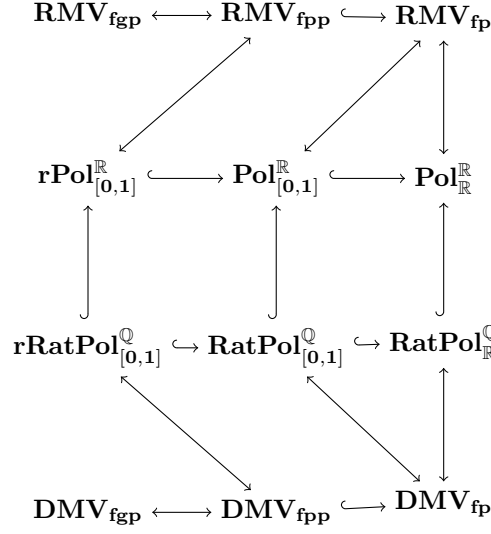 RMV_fgp RMV_fpp RMV_fp
rPol^ℝ_[0,1] Pol^ℝ_[0,1] Pol^ℝ_ℝ
rRatPol^ℚ_[0,1] RatPol^ℚ_[0,1] RatPol^ℚ_ℝ
DMV_fgp DMV_fpp DMV_fp